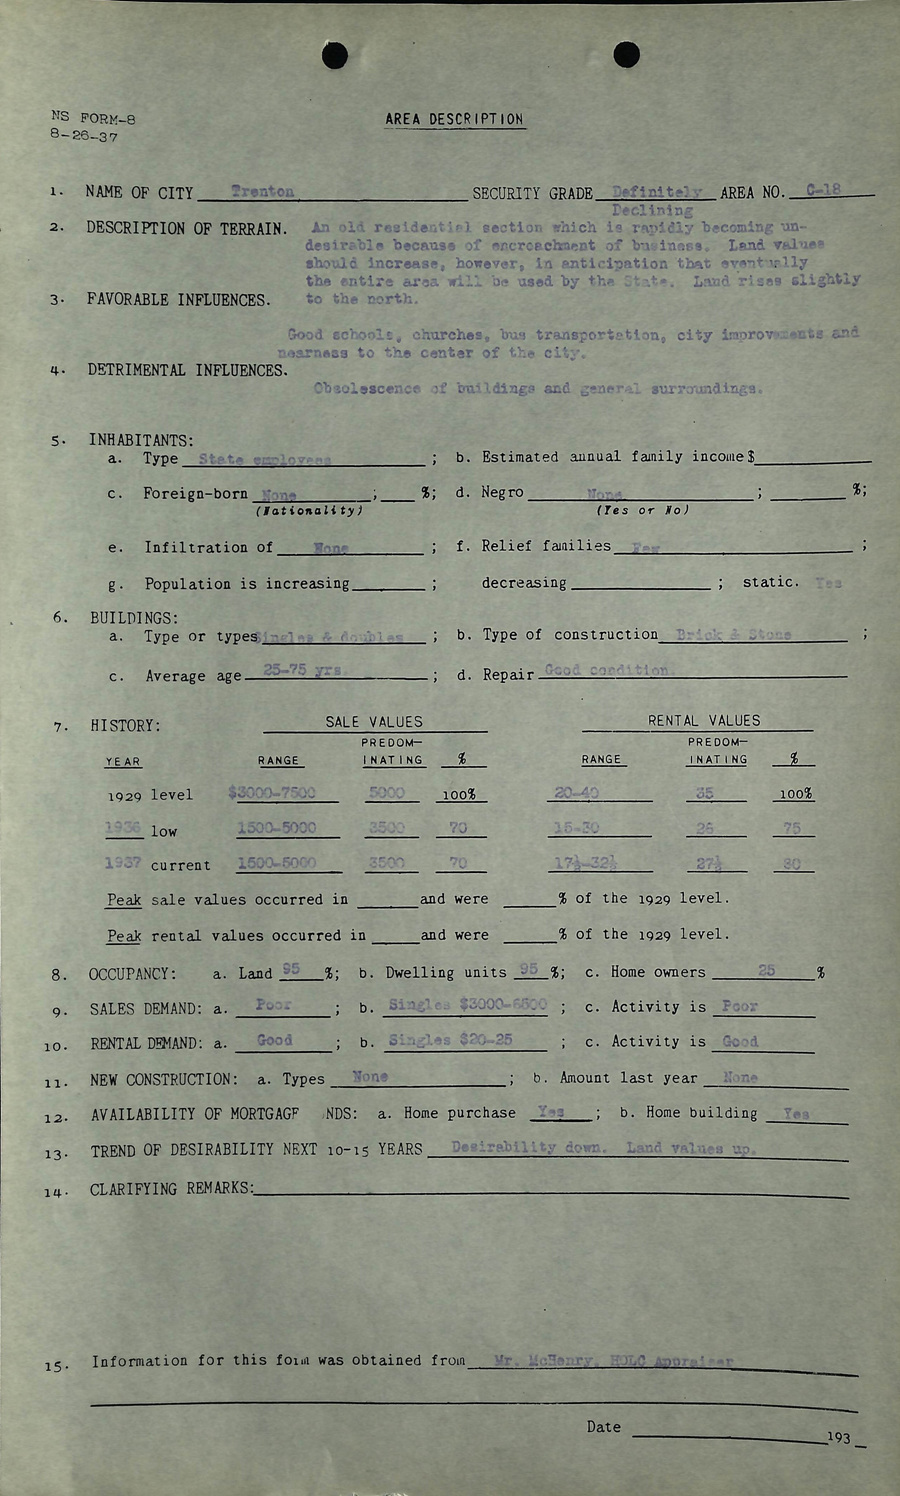 NS FORM-8
8-26-37
AREA DESCRIPTION
1. NAME OF CITY Trenton SECURITY GRADE Definitely Declining AREA NO. C-18
2. DESCRIPTION OF TERRAIN. An old residential section which is rapidly becoming un-
desirable because of encroachment of business. Land values
should increase, however, in anticipation that eventually
the entire area will be used by the State. Land rises slightly
to the north.
3. FAVORABLE INFLUENCES.
Good schools, churches, bus transportation, city improvements and
nearness to the center of the city.
4. DETRIMENTAL INFLUENCES.
Obsolescence of buildings and general surroundings.
5. INHABITANTS:
a. Type State employees ; b. Estimated annual family income $
c. Foreign-born None ; %; d. Negro None ; %;
(Nationality) (Yes or No)
e. Infiltration of None ; f. Relief families Few ;
g. Population is increasing ; decreasing ; static. Yes
6. BUILDINGS:
a. Type or types Singles & doubles ; b. Type of construction Brick & Stone ;
c. Average age 25-75 yrs. ; d. Repair Good condition.
7. HISTORY: SALE VALUES RENTAL VALUES
PREDOM- PREDOM-
YEAR RANGE INATING % RANGE INATING %
1929 level $3000-7500 5000 100% 20-40 35 100%
1936 low 1500-5000 3500 70 15-30 26 75
1937 current 1500-5000 3500 70 17½-32½ 27½ 80
Peak sale values occurred in and were % of the 1929 level.
Peak rental values occurred in and were % of the 1929 level.
8. OCCUPANCY: a. Land 95 %; b. Dwelling units 95 %; c. Home owners 25 %
9. SALES DEMAND: a. Poor ; b. Singles $3000-6500 ; c. Activity is Poor
10. RENTAL DEMAND: a. Good ; b. Singles $20-25 ; c. Activity is Good
11. NEW CONSTRUCTION: a. Types None ; b. Amount last year None
12. AVAILABILITY OF MORTGAGE NDS: a. Home purchase Yes ; b. Home building Yes
13. TREND OF DESIRABILITY NEXT 10-15 YEARS Desirability down. Land values up.
14. CLARIFYING REMARKS:
15. Information for this form was obtained from Mr. McHenry, HOLC Appraiser
Date 193